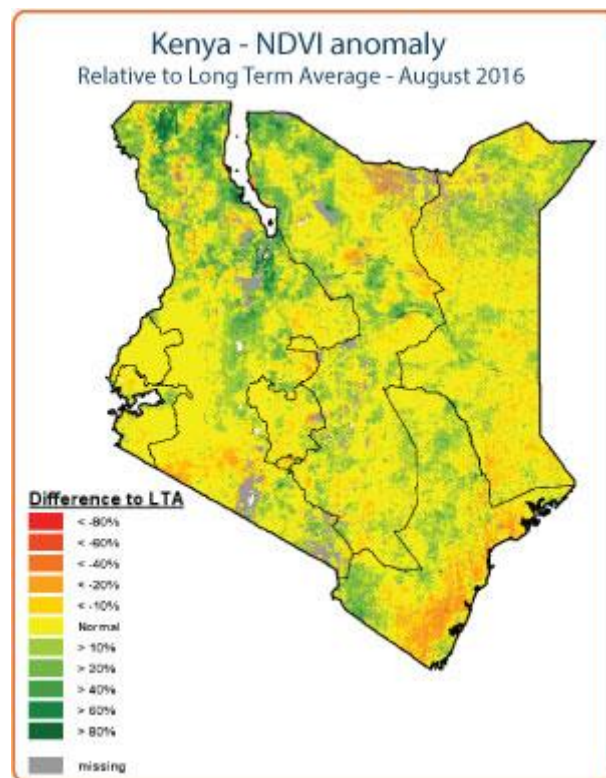 Kenya - NDVI anomaly
Relative to Long Term Average - August 2016
Difference to LTA
< -80%
< -60%
< -40%
< -20%
< -10%
Normal
> 10%
> 20%
> 40%
> 60%
> 80%
missing